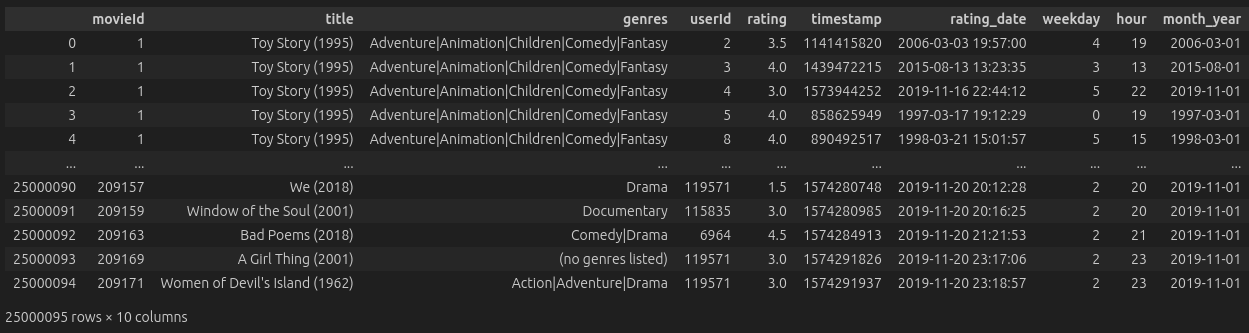 movieId title genres userId rating timestamp rating_date weekday hour month_year
0 1 Toy Story (1995) Adventure|Animation|Children|Comedy|Fantasy 2 3.5 1141415820 2006-03-03 19:57:00 4 19 2006-03-01
1 1 Toy Story (1995) Adventure|Animation|Children|Comedy|Fantasy 3 4.0 1439472215 2015-08-13 13:23:35 3 13 2015-08-01
2 1 Toy Story (1995) Adventure|Animation|Children|Comedy|Fantasy 4 3.0 1573944252 2019-11-16 22:44:12 5 22 2019-11-01
3 1 Toy Story (1995) Adventure|Animation|Children|Comedy|Fantasy 5 4.0 858625949 1997-03-17 19:12:29 0 19 1997-03-01
4 1 Toy Story (1995) Adventure|Animation|Children|Comedy|Fantasy 8 4.0 890492517 1998-03-21 15:01:57 5 15 1998-03-01
... ... ... ... ... ... ... ... ... ... ...
25000090 209157 We (2018) Drama 119571 1.5 1574280748 2019-11-20 20:12:28 2 20 2019-11-01
25000091 209159 Window of the Soul (2001) Documentary 115835 3.0 1574280985 2019-11-20 20:16:25 2 20 2019-11-01
25000092 209163 Bad Poems (2018) Comedy|Drama 6964 4.5 1574284913 2019-11-20 21:21:53 2 21 2019-11-01
25000093 209169 A Girl Thing (2001) (no genres listed) 119571 3.0 1574291826 2019-11-20 23:17:06 2 23 2019-11-01
25000094 209171 Women of Devil's Island (1962) Action|Adventure|Drama 119571 3.0 1574291937 2019-11-20 23:18:57 2 23 2019-11-01
25000095 rows × 10 columns